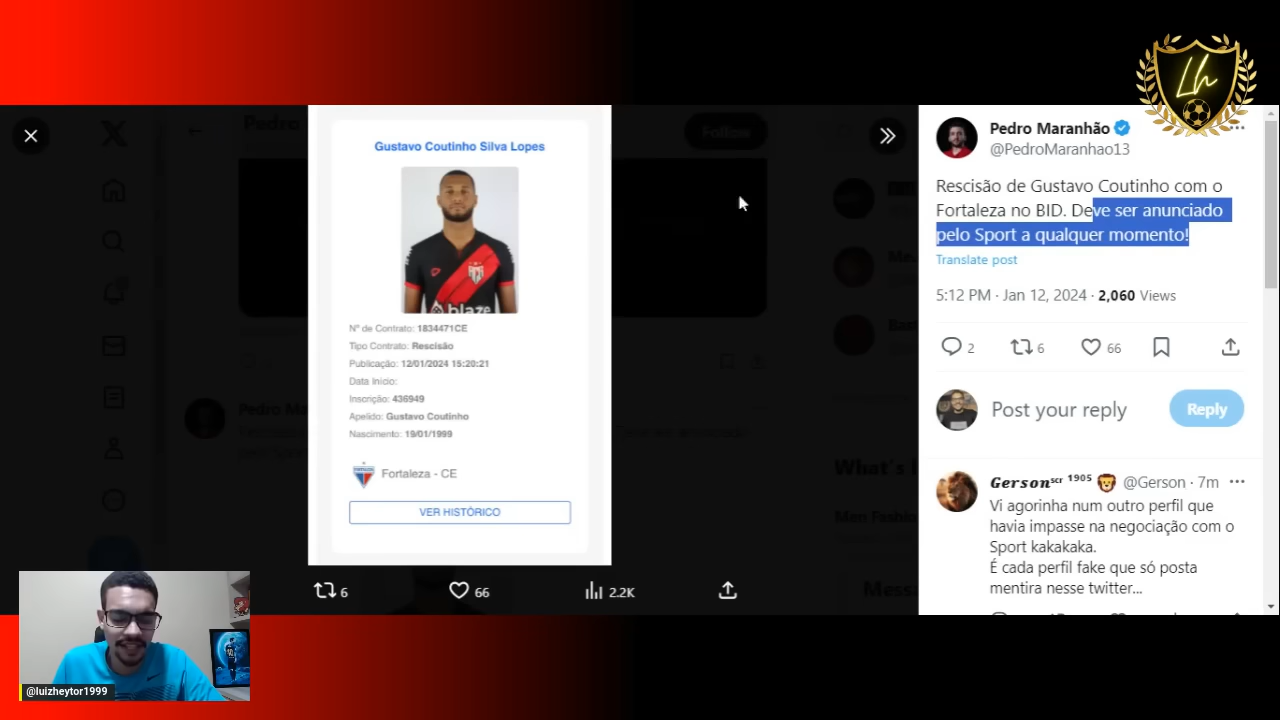 Lh
Gustavo Coutinho Silva Lopes
blaze
Nº de Contrato: 1834471CE
Tipo Contrato: Rescisão
Publicação: 12/01/2024 15:20:21
Data Início:
Inscrição: 436949
Apelido: Gustavo Coutinho
Nascimento: 19/01/1999
Fortaleza - CE
VER HISTÓRICO
6
66
2.2K
@luizheytor1999
Follow
Pedro Maranhão
@PedroMaranhao13
Rescisão de Gustavo Coutinho com o
Fortaleza no BID. Deve ser anunciado
pelo Sport a qualquer momento!
Translate post
5:12 PM · Jan 12, 2024 · 2,060 Views
2
6
66
Post your reply
Reply
Gersonˢᶜʳ ¹⁹⁰⁵ 🦁 @Gerson · 7m
Vi agorinha num outro perfil que
havia impasse na negociação com o
Sport kakakaka.
É cada perfil fake que só posta
mentira nesse twitter...